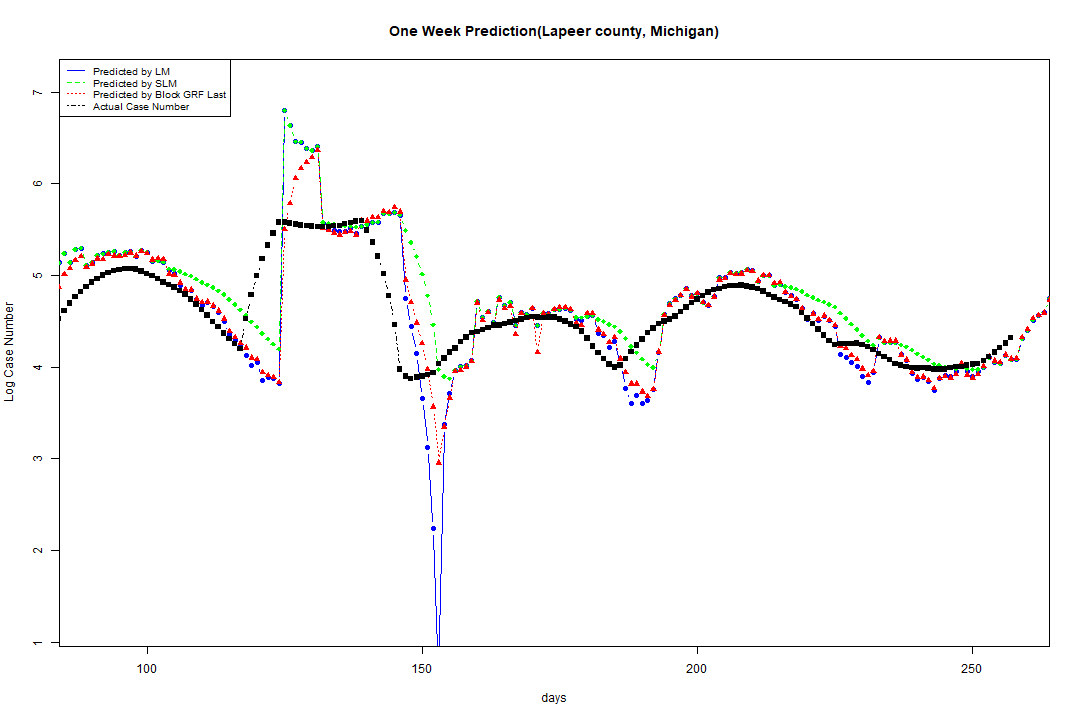 One Week Prediction(Lapeer county, Michigan)
Predicted by LM
Predicted by SLM
Predicted by Block GRF Last
Actual Case Number
Log Case Number
7
6
5
4
3
2
1
100 150 200 250
days